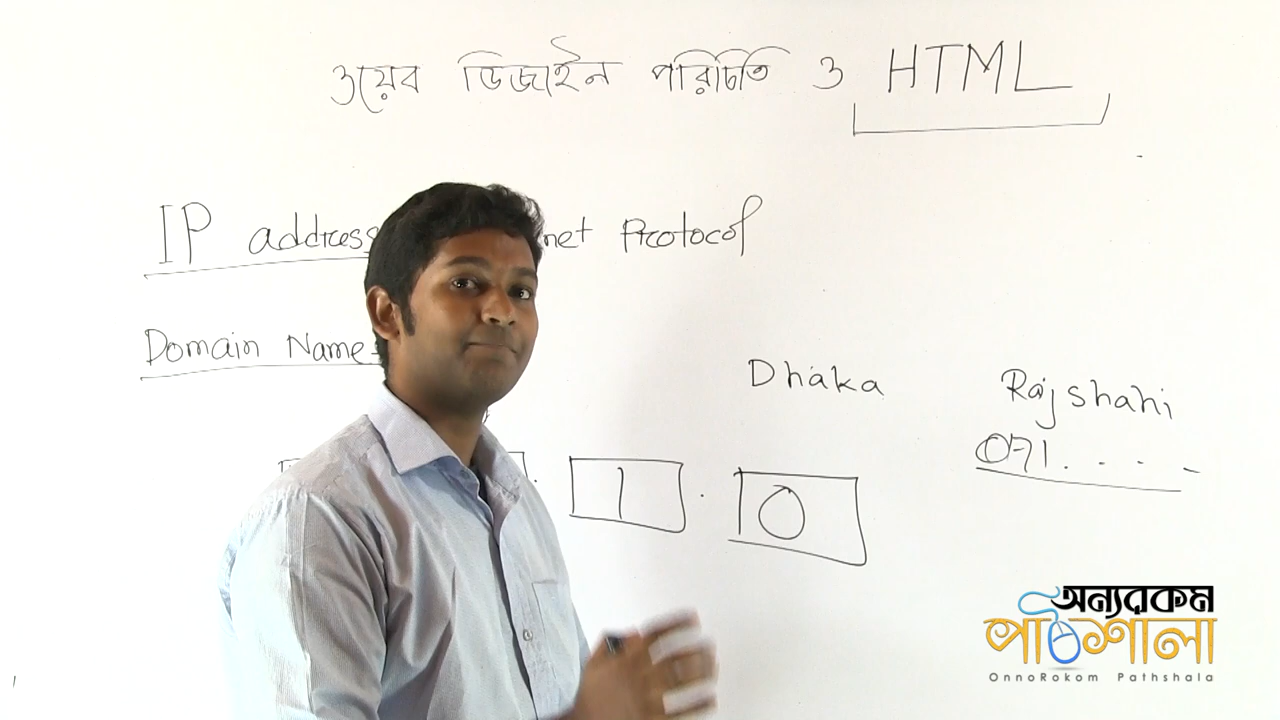 ওয়েব ডিজাইন পরিচিতি ও HTML
IP address net Protocol
Domain Name
Dhaka Rajshahi
071. . . .
. 1 . 0
অন্যরকম
পাঠশালা
OnnoRokom Pathshala